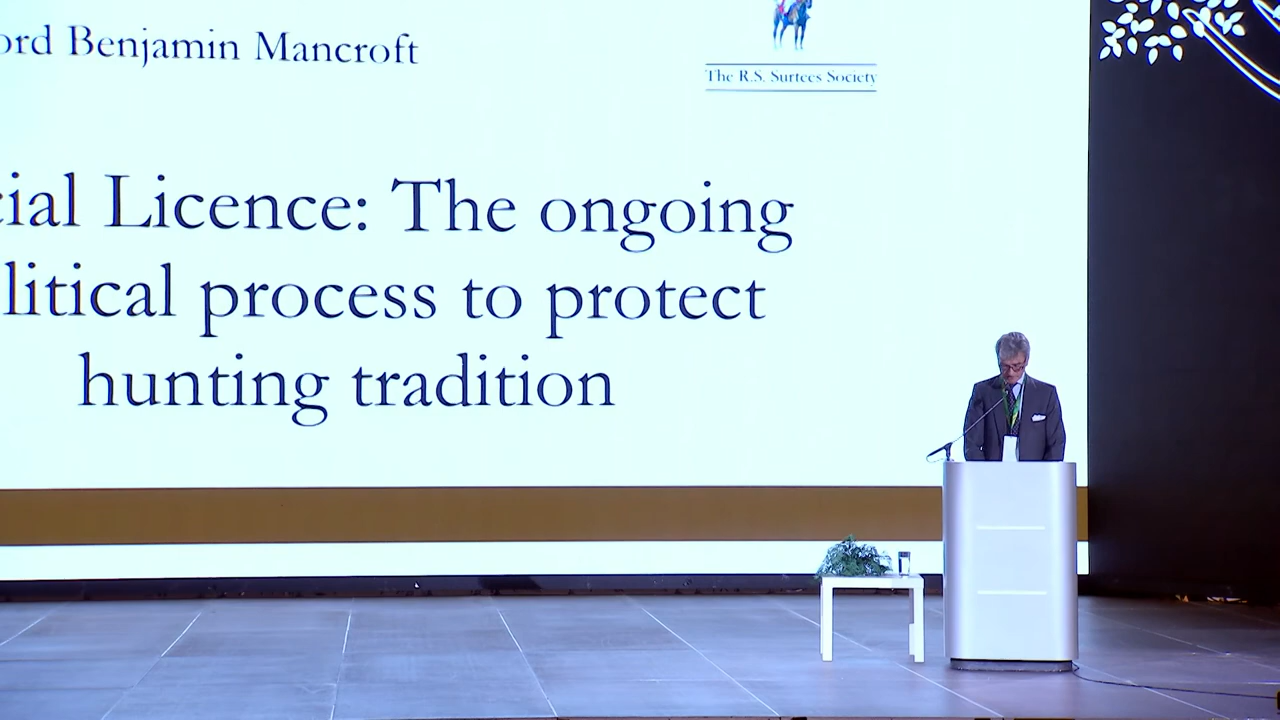 ord Benjamin Mancroft
The R.S. Surtees Society
cial Licence: The ongoing
litical process to protect
hunting tradition